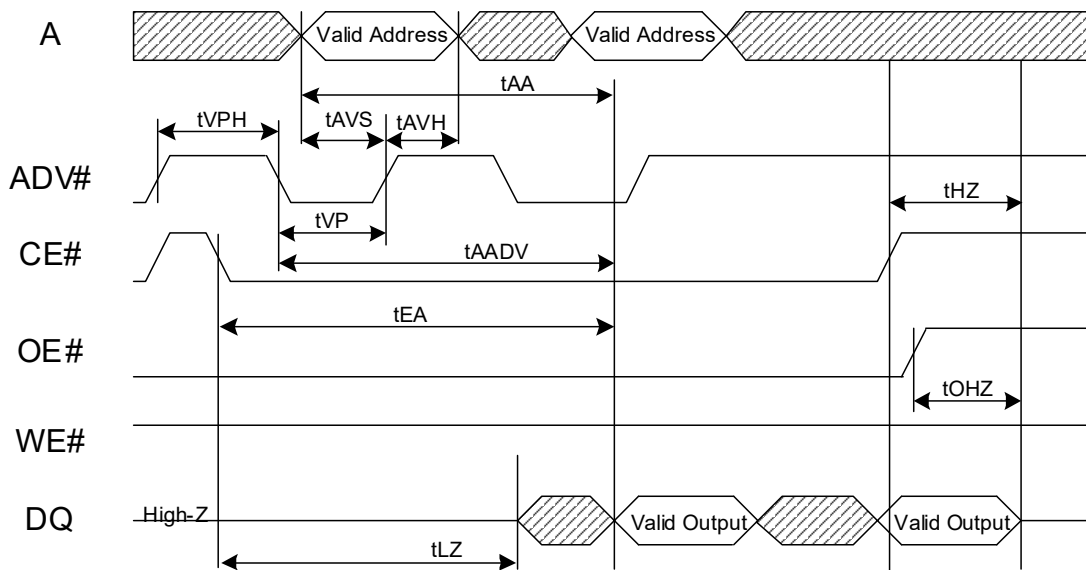 A
Valid Address
Valid Address
tAA
tVPH
tAVS
tAVH
ADV#
tHZ
tVP
CE#
tAADV
tEA
OE#
tOHZ
WE#
DQ
High-Z
Valid Output
Valid Output
tLZ